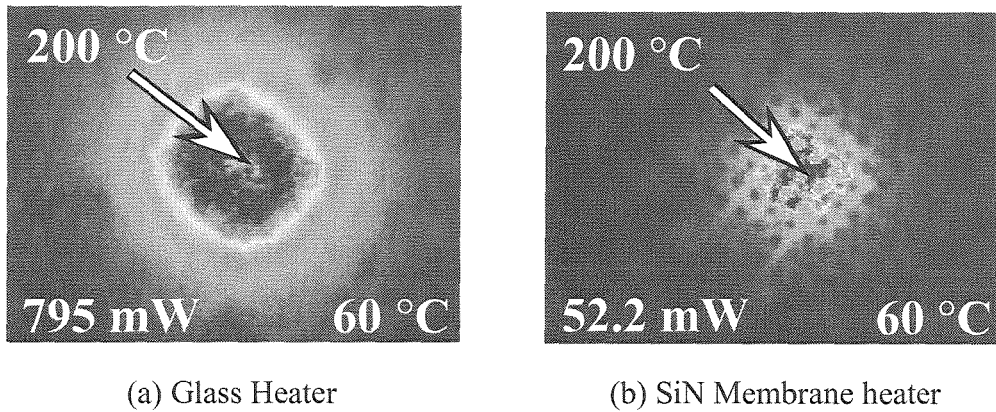 200 °C
795 mW 60 °C
(a) Glass Heater
200 °C
52.2 mW 60 °C
(b) SiN Membrane heater